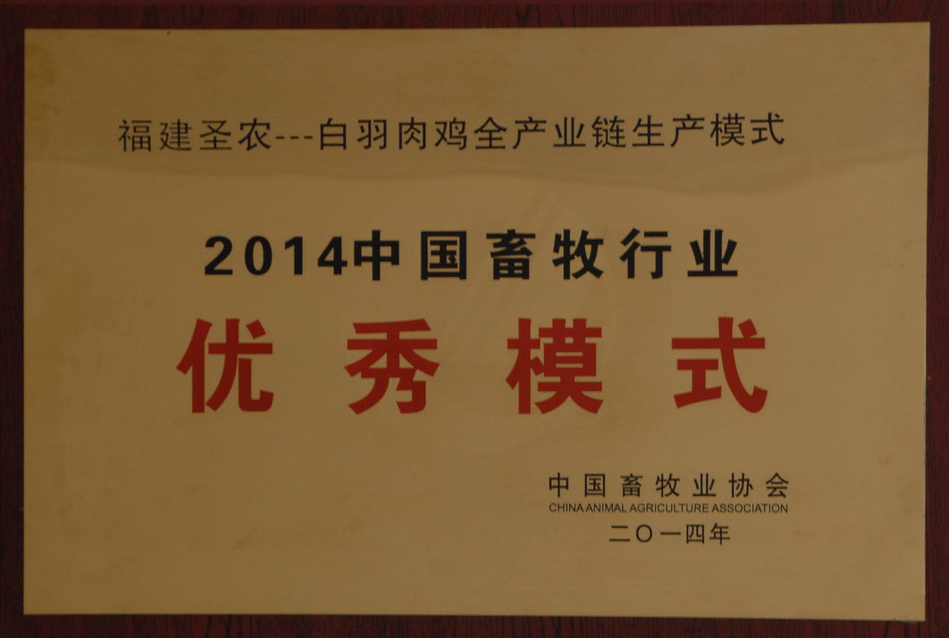 福建圣农---白羽肉鸡全产业链生产模式
2014中国畜牧行业
优秀模式
中国畜牧业协会
CHINA ANIMAL AGRICULTURE ASSOCIATION
二〇一四年